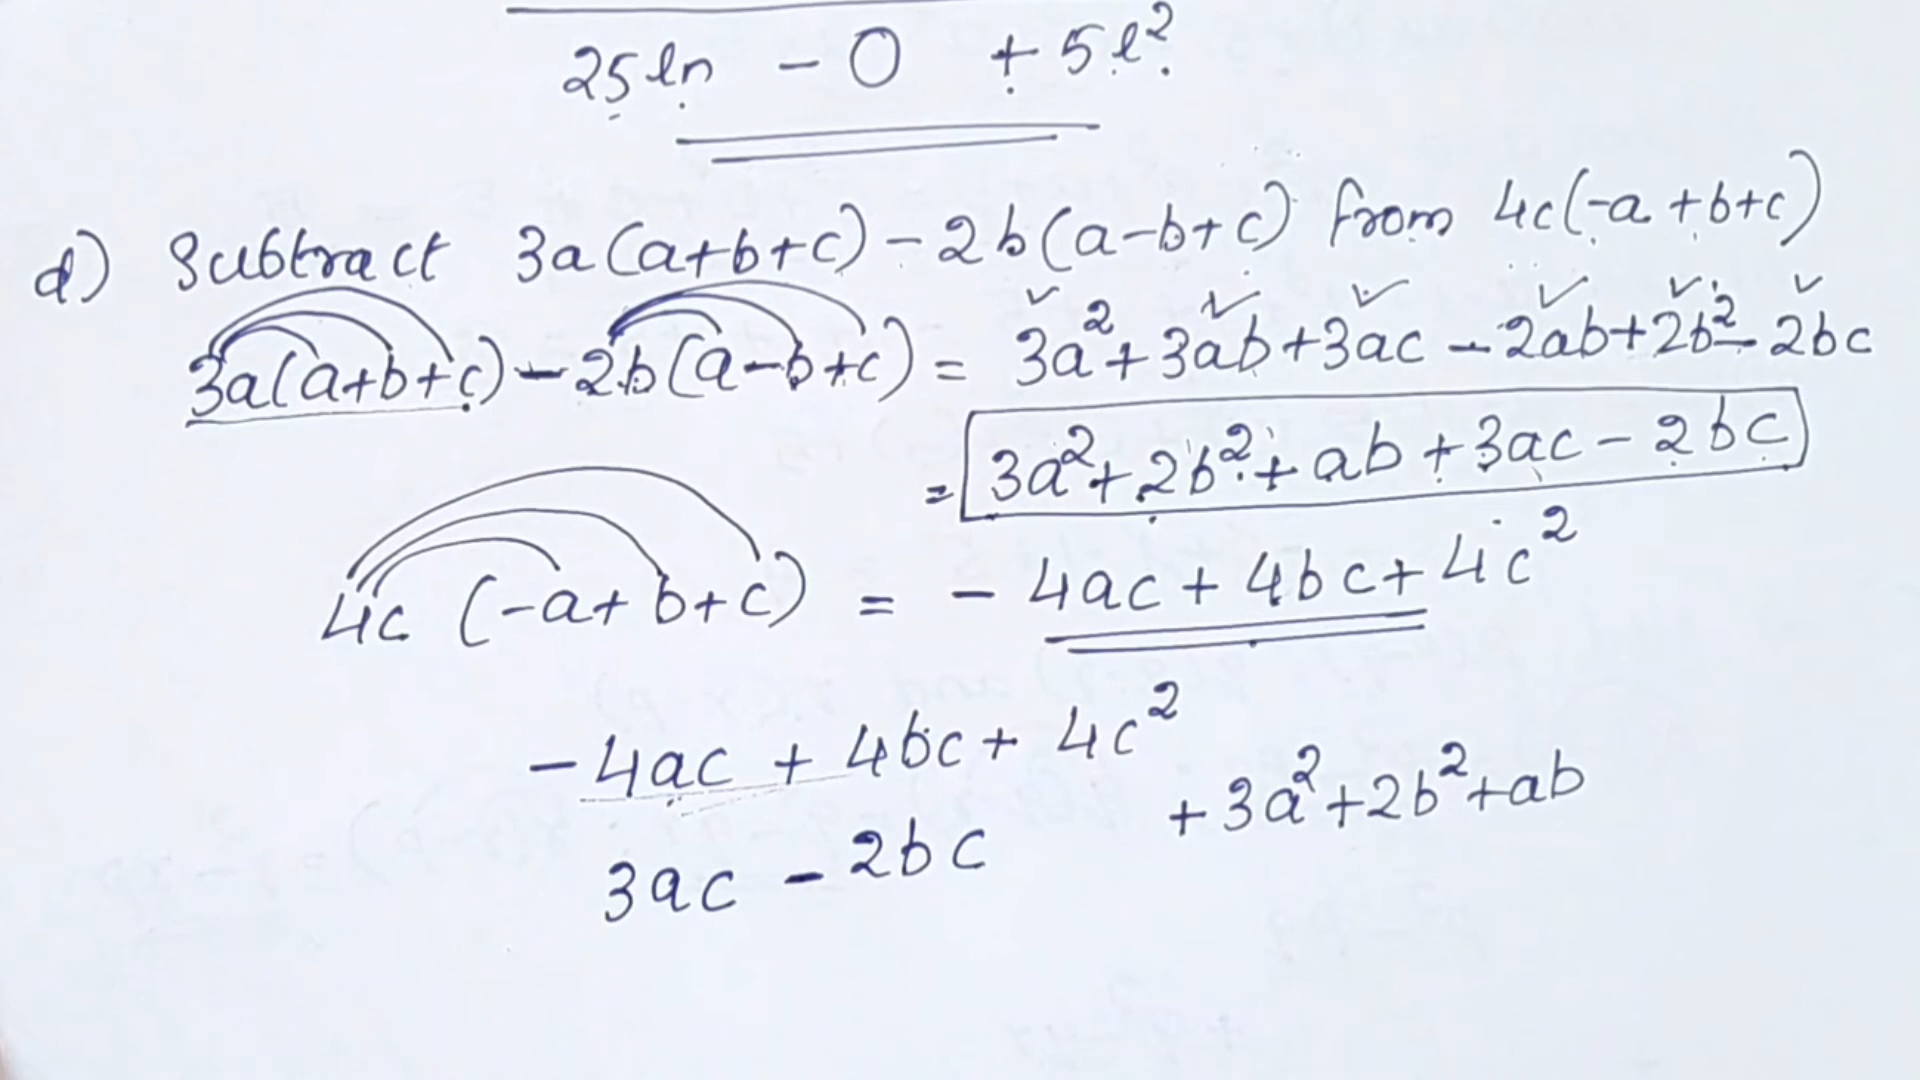 25ln - 0 + 5l²
d) Subtract 3a(a+b+c) - 2b(a-b+c) from 4c(-a+b+c)
3a(a+b+c) - 2b(a-b+c) = 3a²+3ab+3ac-2ab+2b²-2bc
= 3a²+2b²+ab+3ac-2bc
4c (-a+b+c) = -4ac+4bc+4c²
-4ac + 4bc + 4c²
3ac - 2bc +3a²+2b²+ab